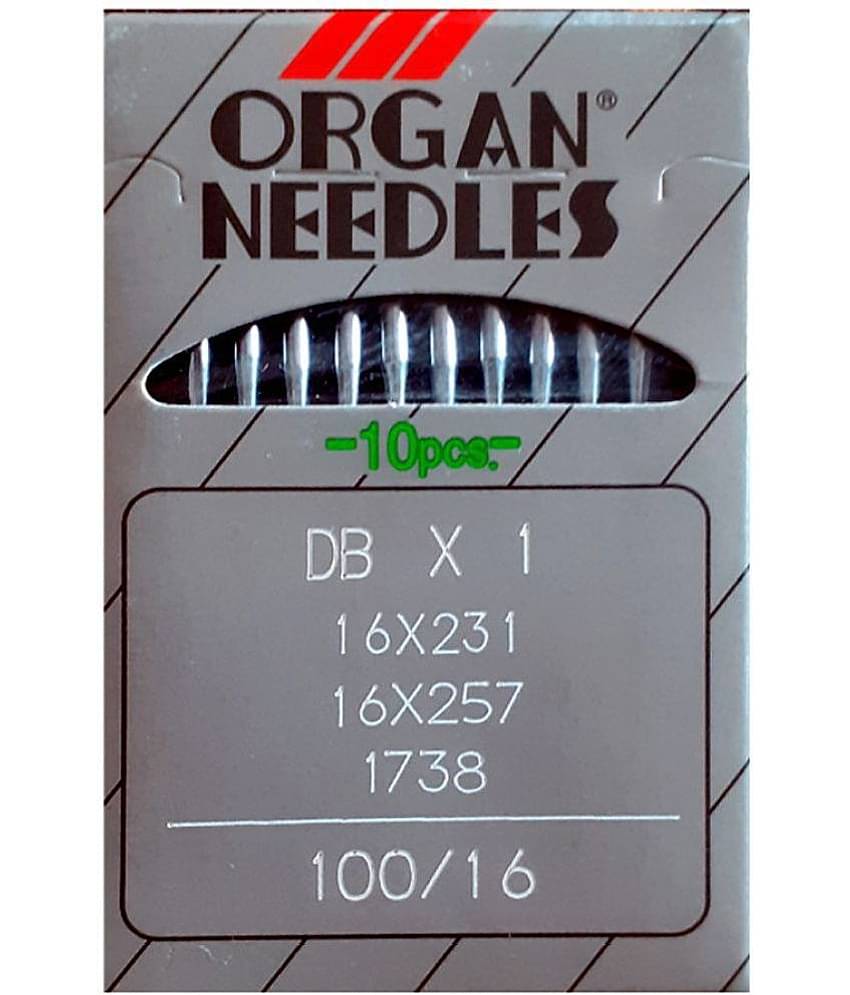 ORGAN®
NEEDLES
-10pcs.-
DB X 1
16X231
16X257
1738
100/16